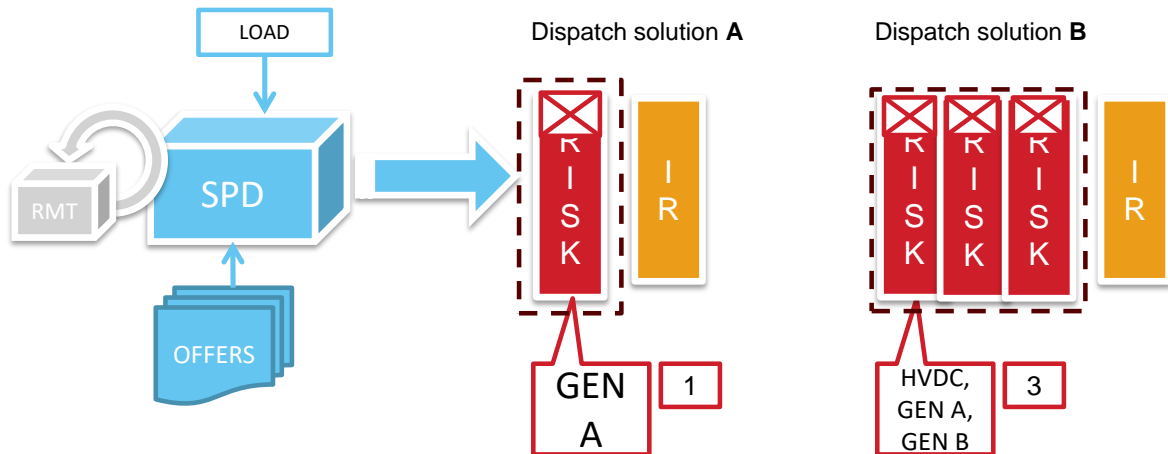 LOAD
Dispatch solution A
Dispatch solution B
RMT
SPD
OFFERS
RISK
IR
RISK
RISK
RISK
IR
GEN
A
1
HVDC,
GEN A,
GEN B
3